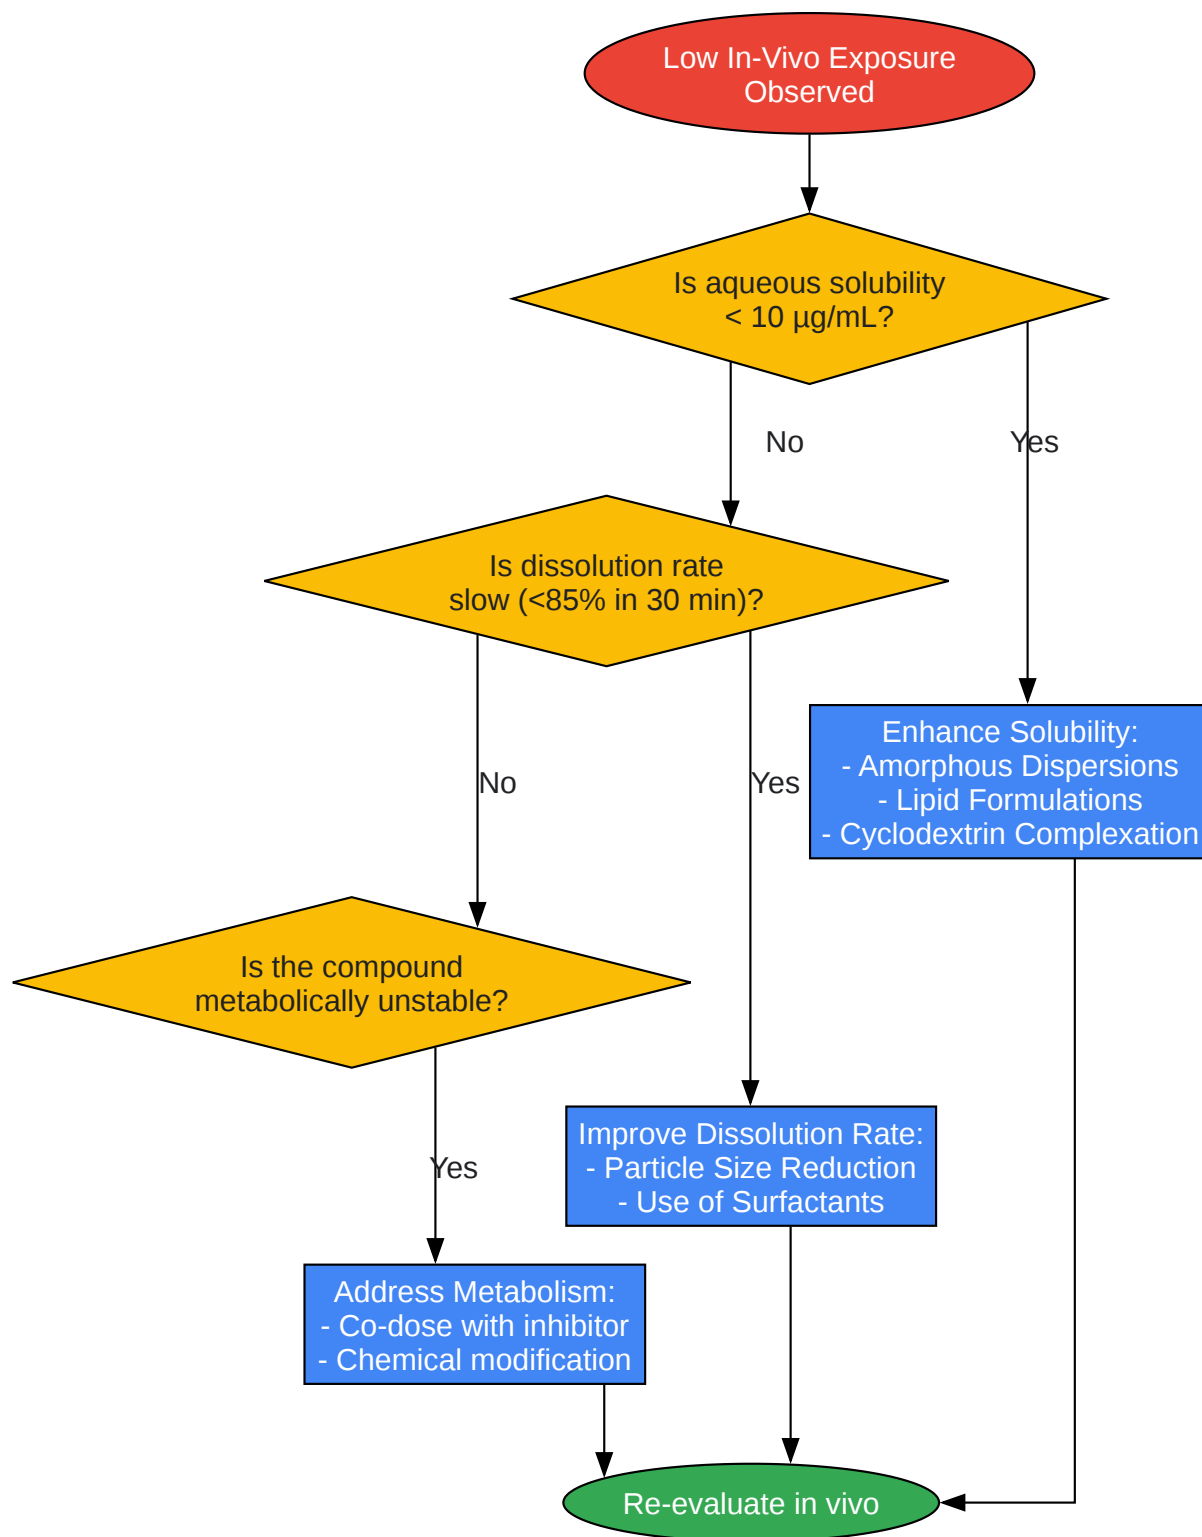 Low In-Vivo Exposure
Observed
Is aqueous solubility
< 10 µg/mL?
No
Yes
Is dissolution rate
slow (<85% in 30 min)?
No
Yes
Enhance Solubility:
- Amorphous Dispersions
- Lipid Formulations
- Cyclodextrin Complexation
Is the compound
metabolically unstable?
Yes
Improve Dissolution Rate:
- Particle Size Reduction
- Use of Surfactants
Address Metabolism:
- Co-dose with inhibitor
- Chemical modification
Re-evaluate in vivo